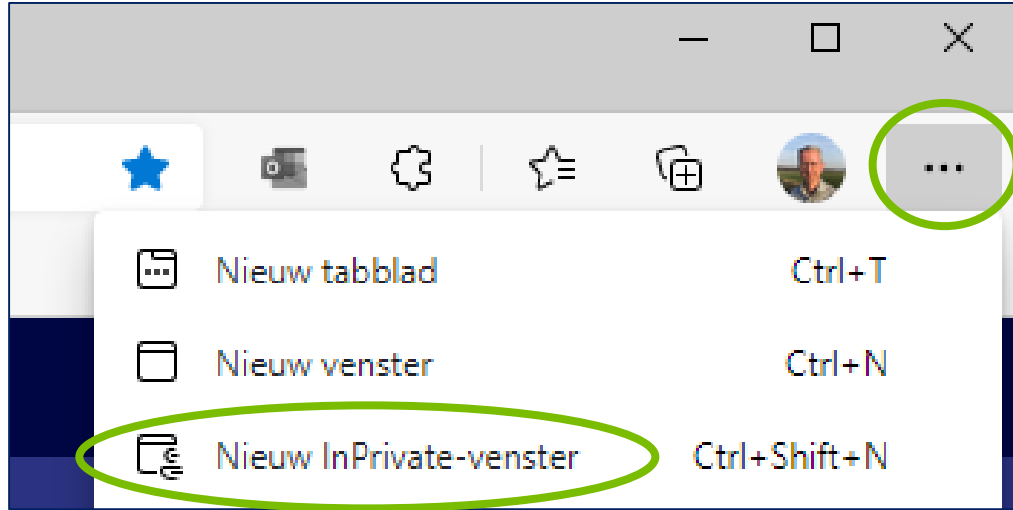 Nieuw tabblad Ctrl+T
Nieuw venster Ctrl+N
Nieuw InPrivate-venster Ctrl+Shift+N